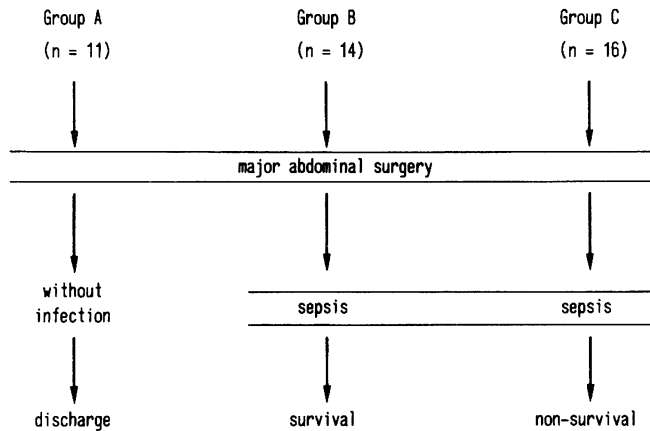 Group A Group B Group C
(n = 11) (n = 14) (n = 16)
major abdominal surgery
without
infection
sepsis sepsis
discharge survival non-survival